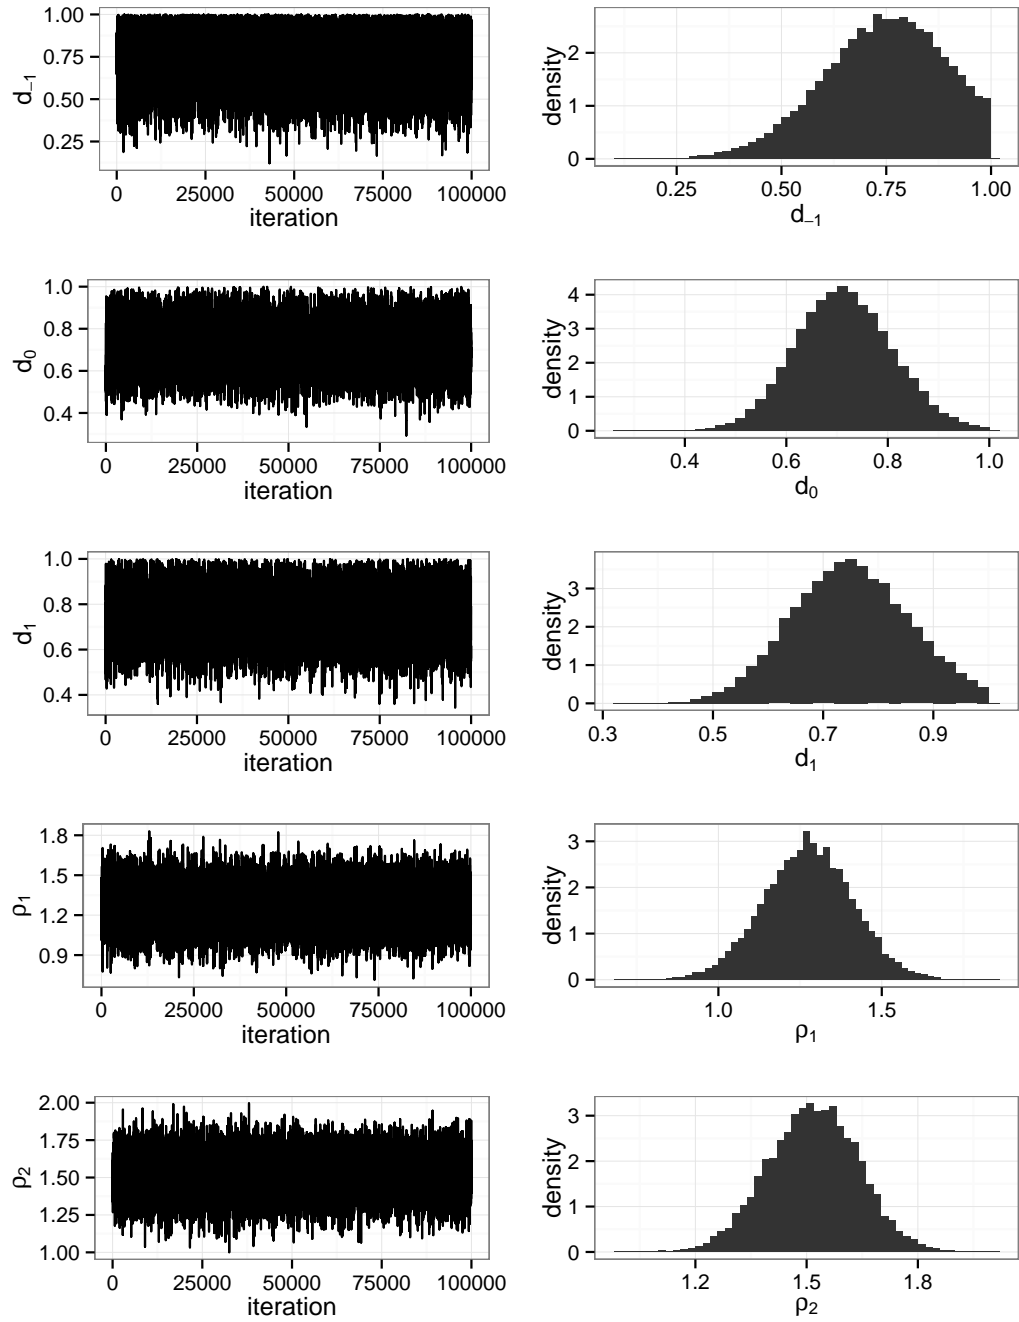 d₋₁
1.00
0.75
0.50
0.25
0 25000 50000 75000 100000
iteration
density
2
1
0
0.25 0.50 0.75 1.00
d₋₁
d₀
1.0
0.8
0.6
0.4
0 25000 50000 75000 100000
iteration
density
4
3
2
1
0
0.4 0.6 0.8 1.0
d₀
d₁
1.0
0.8
0.6
0.4
0 25000 50000 75000 100000
iteration
density
3
2
1
0
0.3 0.5 0.7 0.9
d₁
ρ₁
1.8
1.5
1.2
0.9
0 25000 50000 75000 100000
iteration
density
3
2
1
0
1.0 1.5
ρ₁
ρ₂
2.00
1.75
1.50
1.25
1.00
0 25000 50000 75000 100000
iteration
density
3
2
1
0
1.2 1.5 1.8
ρ₂